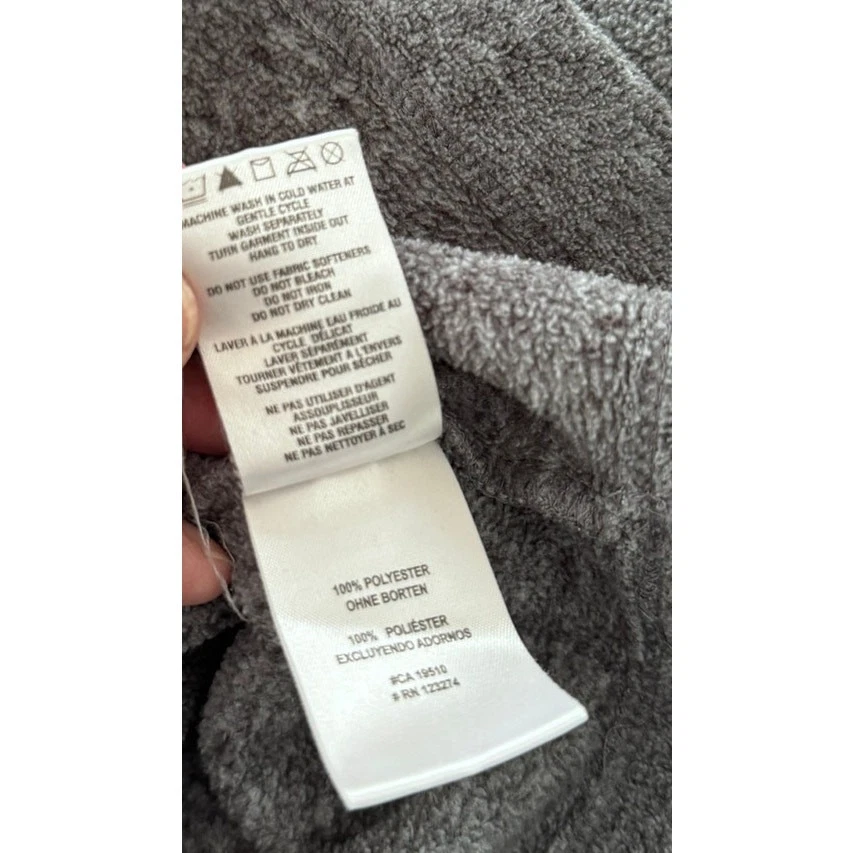 MACHINE WASH IN COLD WATER AT
GENTLE CYCLE
WASH SEPARATELY
TURN GARMENT INSIDE OUT
HANG TO DRY
DO NOT USE FABRIC SOFTENERS
DO NOT BLEACH
DO NOT IRON
DO NOT DRY CLEAN
LAVER À LA MACHINE EAU FROIDE AU
CYCLE DÉLICAT
LAVER SÉPARÉMENT
TOURNER VÊTEMENT À L'ENVERS
SUSPENDRE POUR SÉCHER
NE PAS UTILISER D'AGENT
ASSOUPLISSEUR
NE PAS JAVELLISER
NE PAS REPASSER
NE PAS NETTOYER À SEC
100% POLYESTER
OHNE BORTEN
100% POLIÉSTER
EXCLUYENDO ADORNOS
#CA 19510
# RN 123274